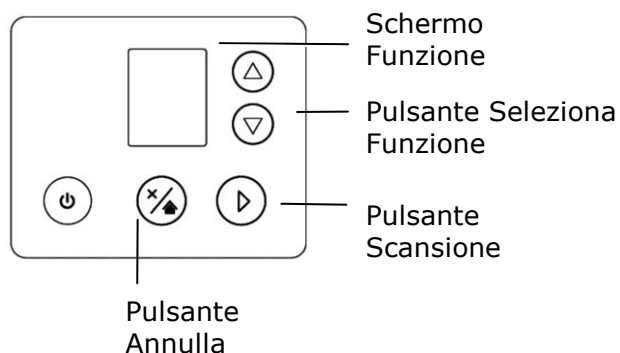 Schermo
Funzione
Pulsante Seleziona
Funzione
Pulsante
Scansione
Pulsante
Annulla